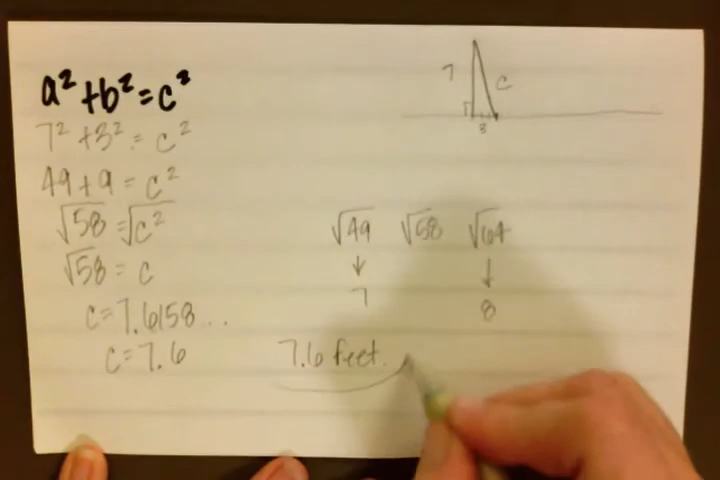 a² + b² = c²
7² + 3² = c²
49 + 9 = c²
√58 = √c²
√58 = c
c = 7.6158 ..
c = 7.6
7 c
3
√49 √58 √64
↓ ↓
7 8
7.6 feet.